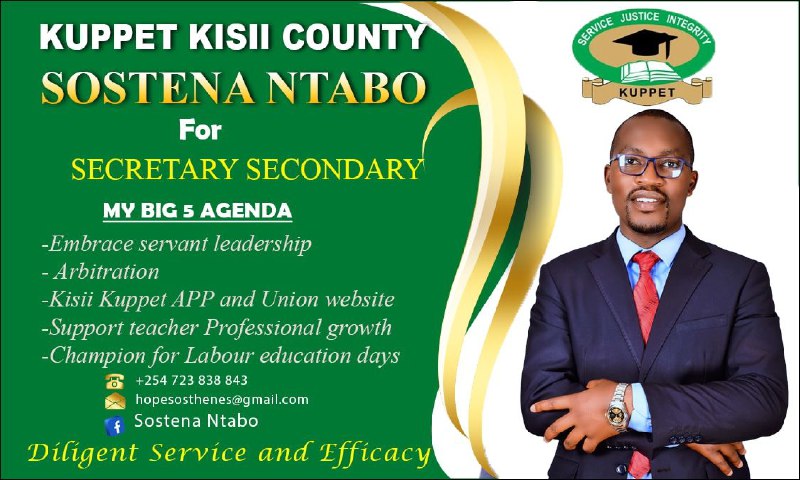 KUPPET KISII COUNTY
SOSTENA NTABO
For
SECRETARY SECONDARY
MY BIG 5 AGENDA
-Embrace servant leadership
- Arbitration
-Kisii Kuppet APP and Union website
-Support teacher Professional growth
-Champion for Labour education days
+254 723 838 843
hopesosthenes@gmail.com
Sostena Ntabo
Diligent Service and Efficacy
SERVICE JUSTICE INTEGRITY
KUPPET